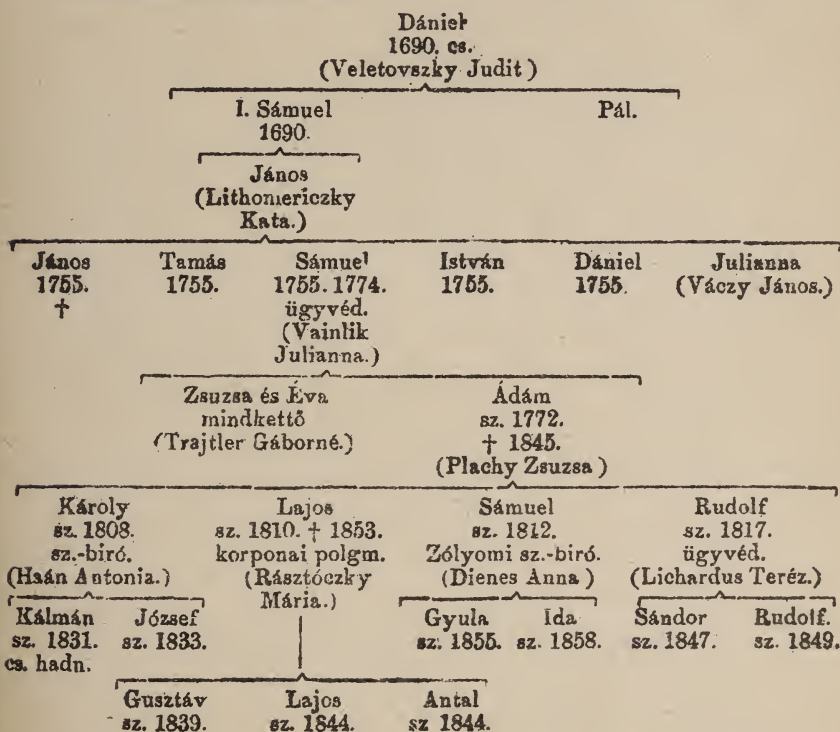 Dániel
1690. cs.
(Veletovszky Judit)
I. Sámuel Pál.
1690.
János
(Lithomericzky
Kata.)
János Tamás Sámuel István Dániel Julianna
1755. 1755. 1755. 1774. 1755. 1755. (Váczy János.)
† ügyvéd.
(Vainlik
Julianna.)
Zsuzsa és Éva Ádám
mindkettő sz. 1772.
(Trajtler Gáborné.) † 1845.
(Plachy Zsuzsa)
Károly Lajos Sámuel Rudolf
sz. 1808. sz. 1810. † 1853. sz. 1812. sz. 1817.
sz.-biró. korponai polgm. Zólyomi sz.-biró. ügyvéd.
(Haán Antonia.) (Rásztóczky (Dienes Anna) (Lichardus Teréz.)
Mária.)
Kálmán József Gyula Ida Sándor Rudolf.
sz. 1831. sz. 1833. sz. 1855. sz. 1858. sz. 1847. sz. 1849.
cs. hadn.
Gusztáv Lajos Antal
sz. 1839. sz. 1844. sz 1844.